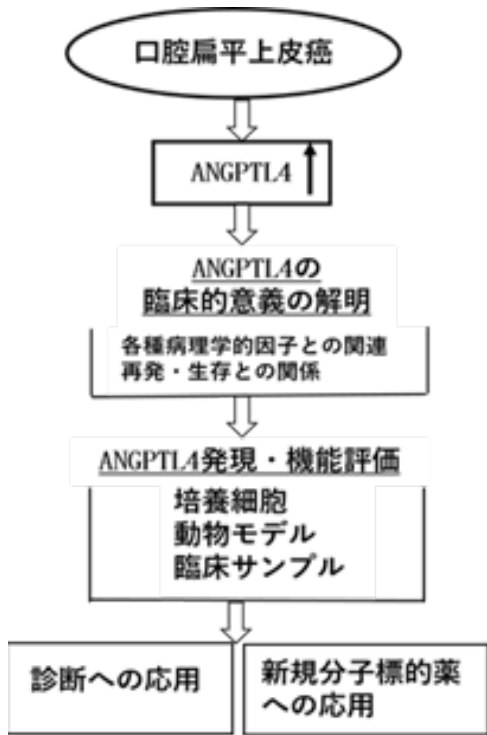 口腔扁平上皮癌
ANGPTL4
ANGPTL4の
臨床的意義の解明
各種病理学的因子との関連
再発・生存との関係
ANGPTL4発現・機能評価
培養細胞
動物モデル
臨床サンプル
診断への応用
新規分子標的薬
への応用